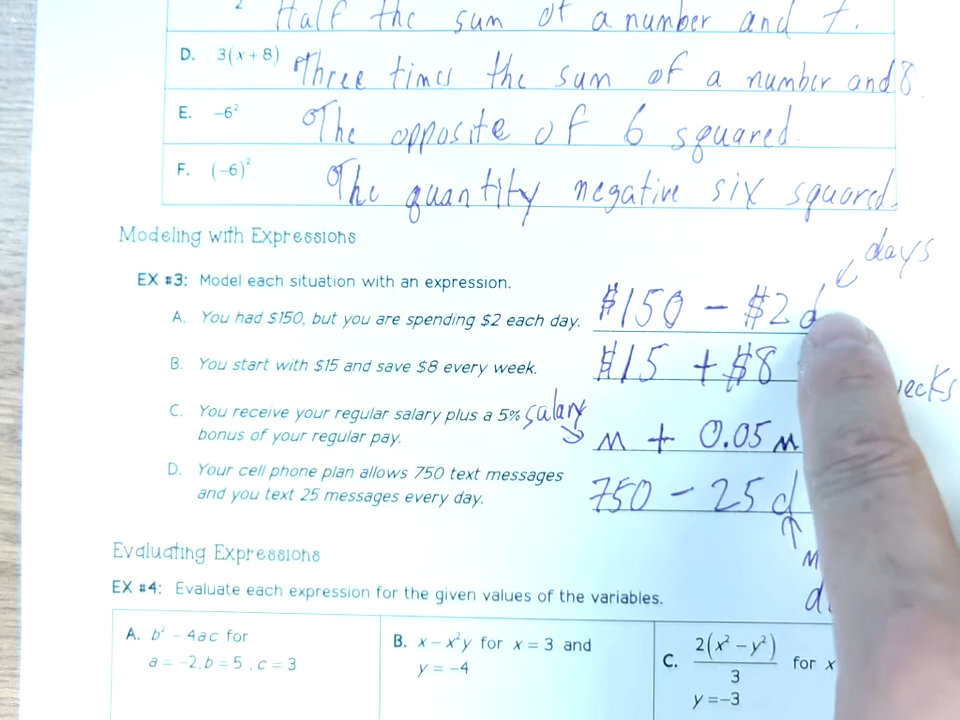 2 Half the sum of a number and 7.
D. 3(x+8) Three times the sum of a number and 8.
E. -6² The opposite of 6 squared.
F. (-6)² The quantity negative six squared.
Modeling with Expressions
days
EX #3: Model each situation with an expression.
A. You had $150, but you are spending $2 each day. $150 - $2d
B. You start with $15 and save $8 every week. $15 + $8
C. You receive your regular salary plus a 5% salary
bonus of your regular pay. m + 0.05 m
D. Your cell phone plan allows 750 text messages
and you text 25 messages every day. 750 - 25d
Evaluating Expressions
EX #4: Evaluate each expression for the given values of the variables.
A. b² - 4ac for
a = -2, b = 5, c = 3
B. x - x²y for x = 3 and
y = -4
C. 2(x² - y²)
3
for x
y = -3